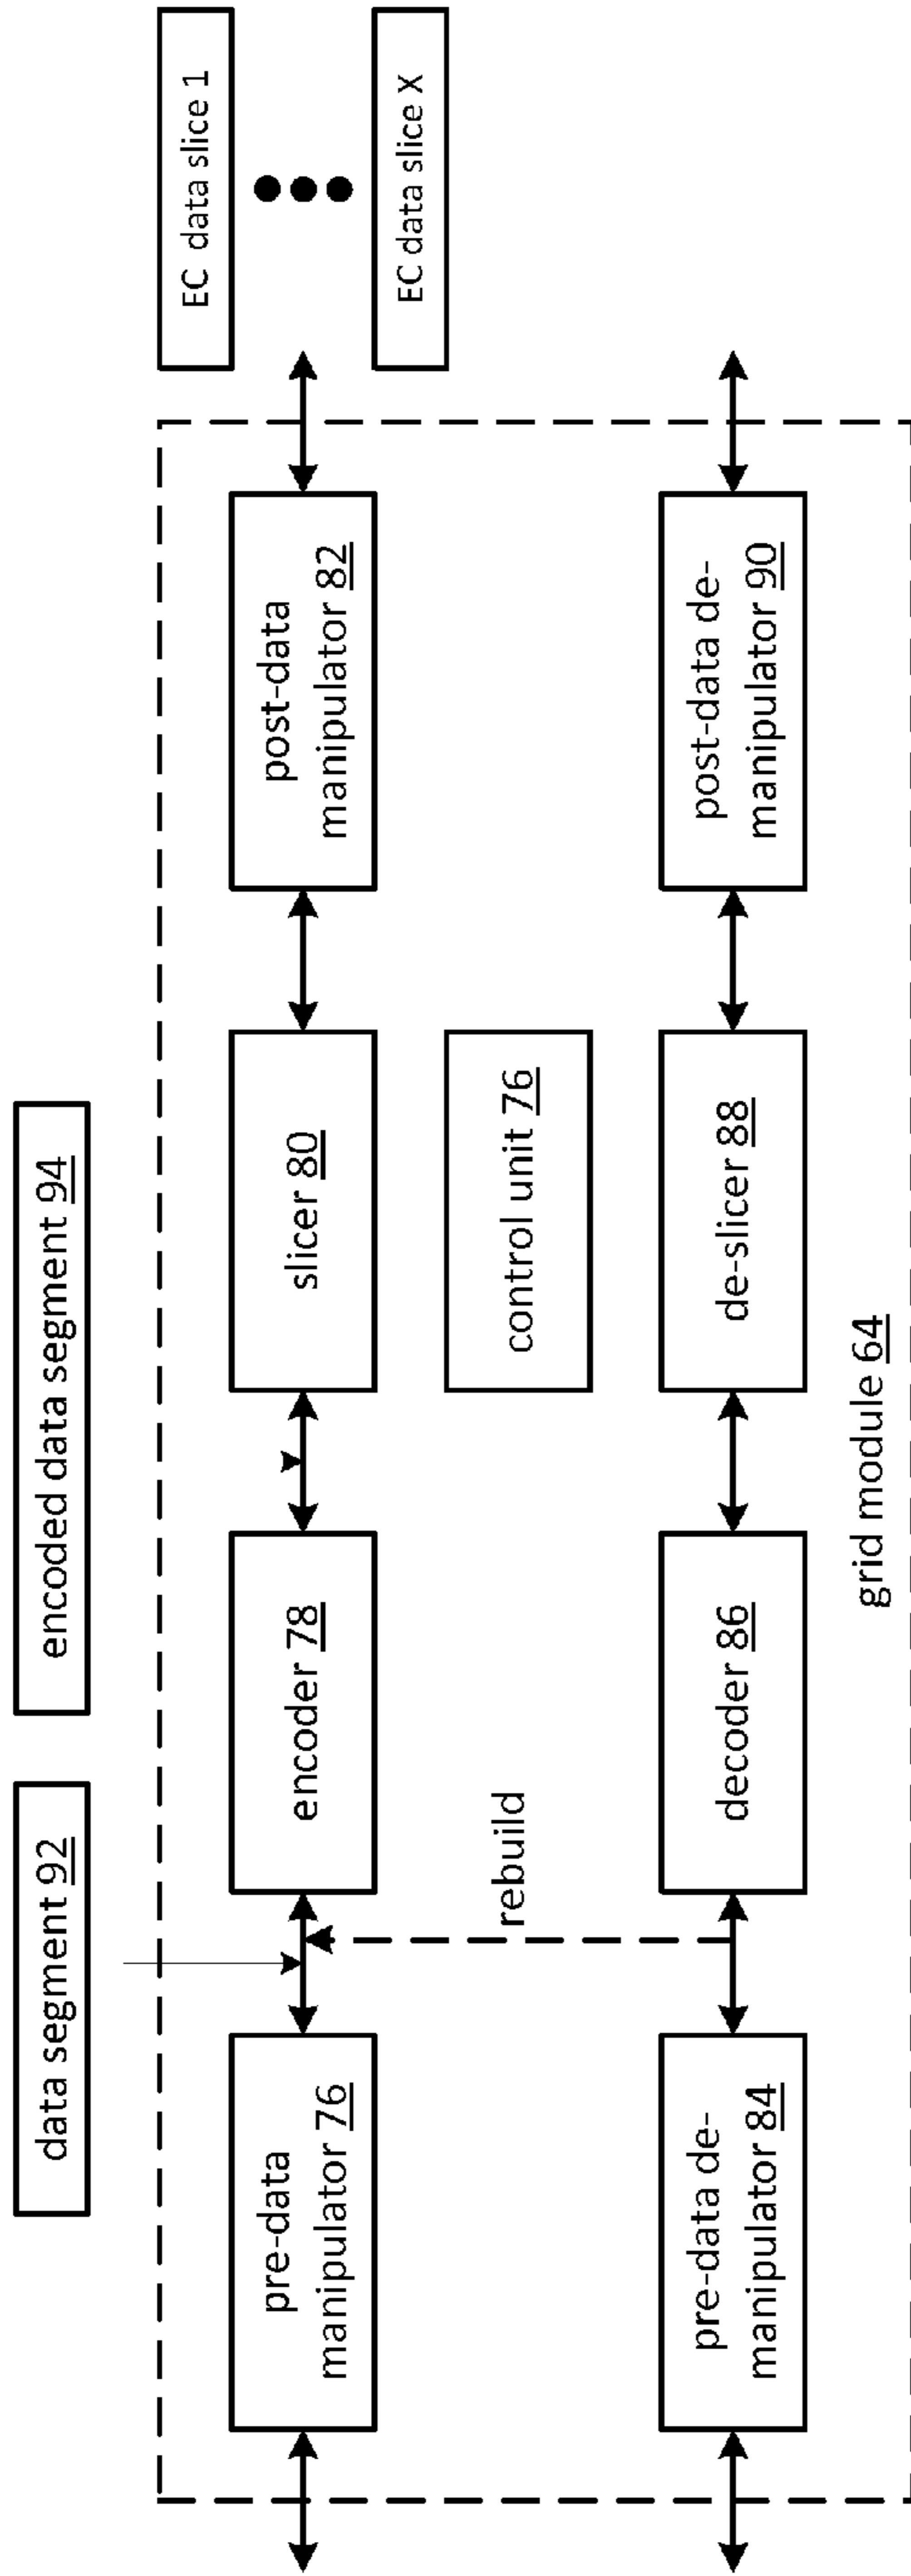 data segment 92
encoded data segment 94
pre-data
manipulator 76
encoder 78
slicer 80
post-data
manipulator 82
EC data slice 1
EC data slice X
rebuild
control unit 76
pre-data de-
manipulator 84
decoder 86
de-slicer 88
post-data de-
manipulator 90
grid module 64